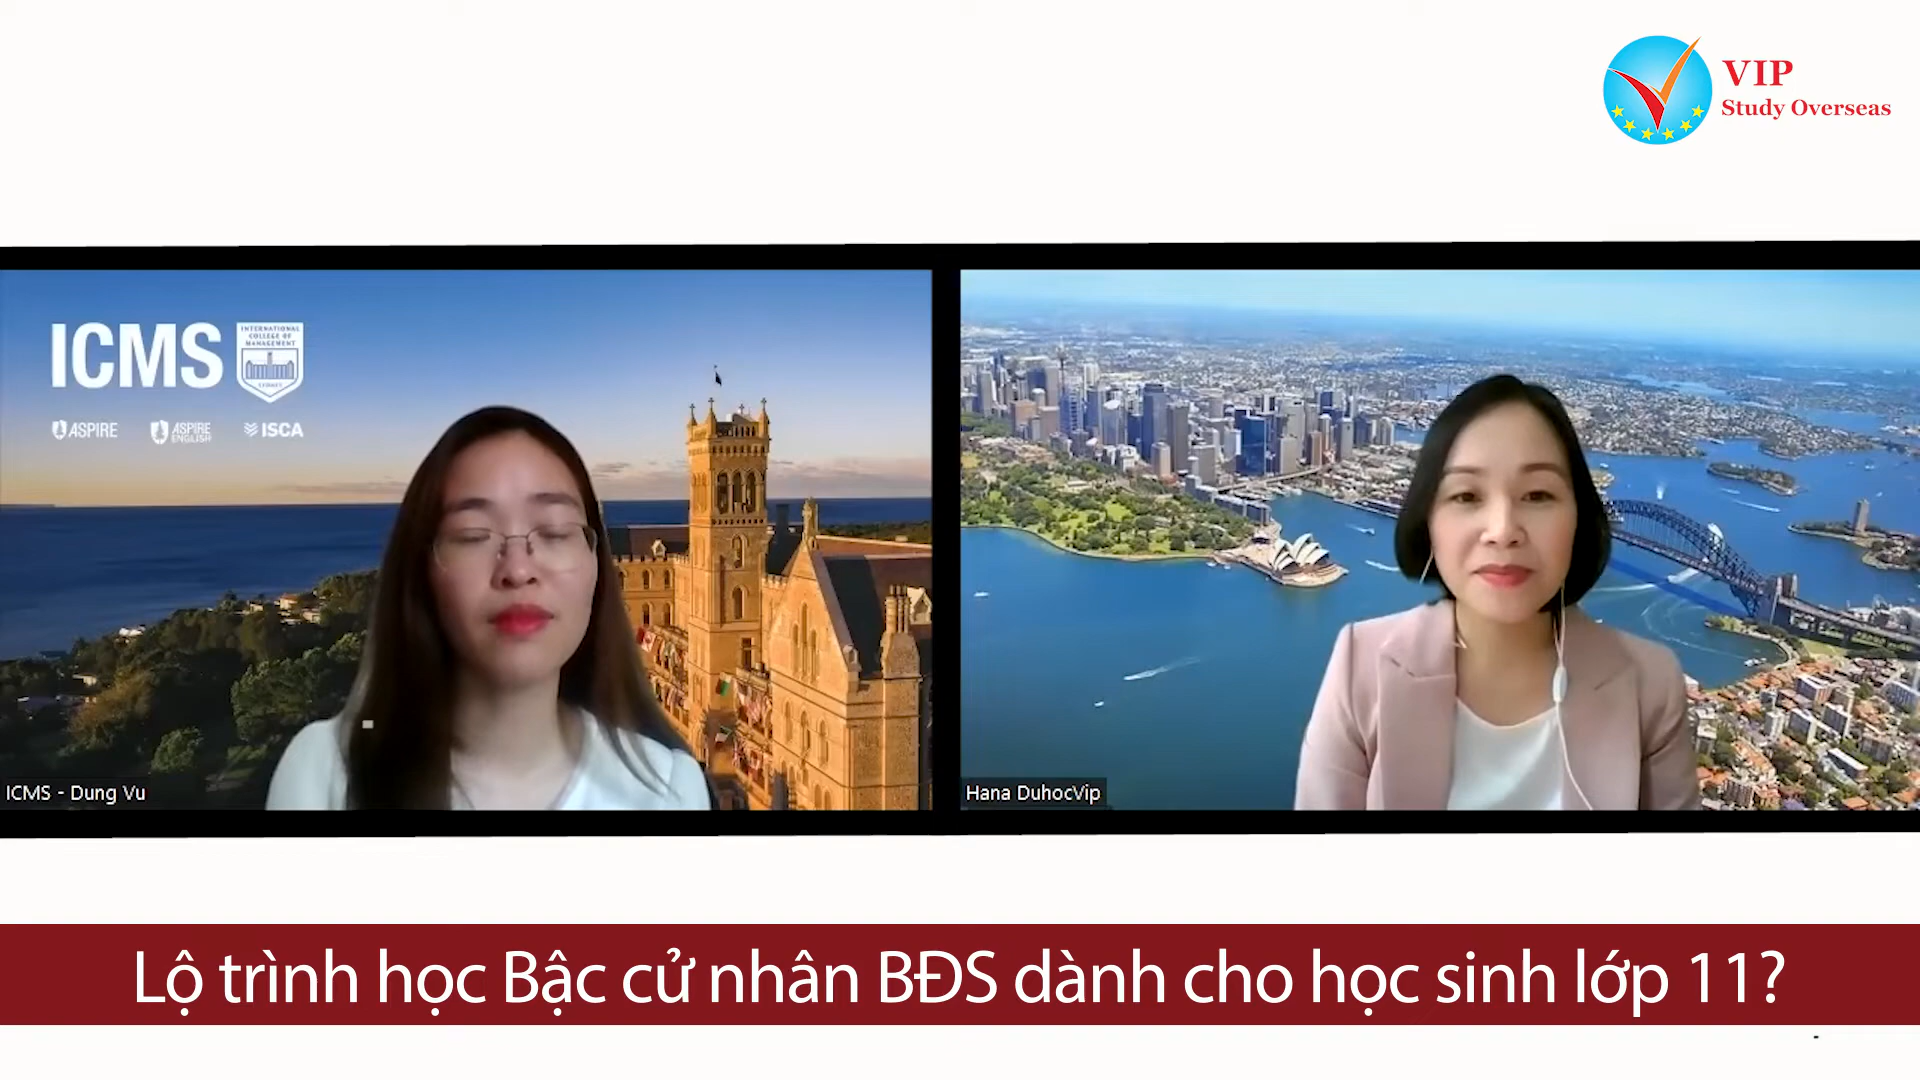 VIP
Study Overseas
ICMS
INTERNATIONAL
COLLEGE OF
MANAGEMENT
SYDNEY
ASPIRE
ASPIRE
ENGLISH
ISCA
ICMS - Dung Vu
Hana DuhocVip
Lộ trình học Bậc cử nhân BĐS dành cho học sinh lớp 11?